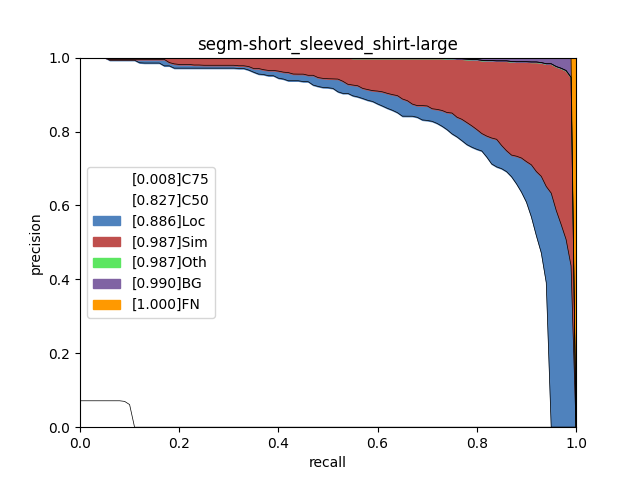 segm-short_sleeved_shirt-large
1.0
0.8
0.6
0.4
0.2
0.0
precision
[0.008]C75
[0.827]C50
[0.886]Loc
[0.987]Sim
[0.987]Oth
[0.990]BG
[1.000]FN
0.0 0.2 0.4 0.6 0.8 1.0
recall